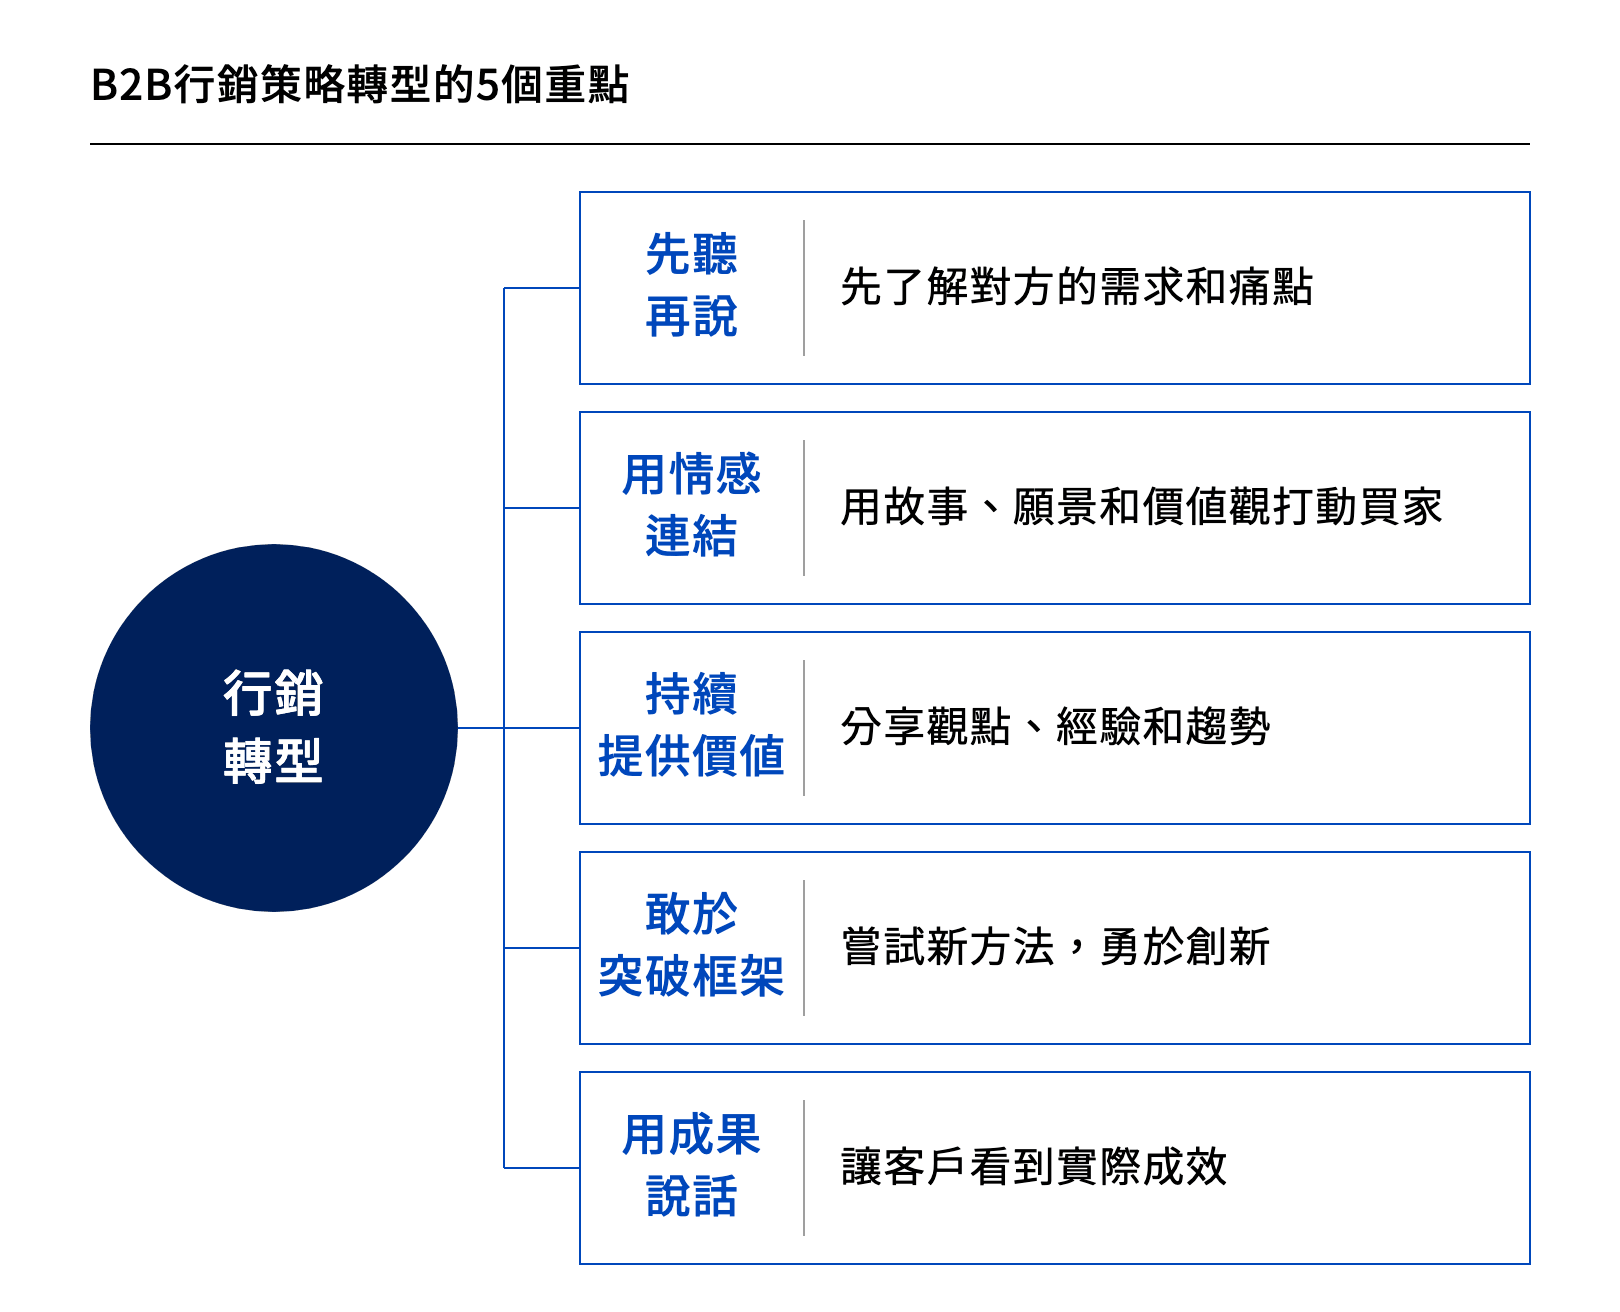 B2B行銷策略轉型的5個重點
行銷
轉型
先聽
再說
先了解對方的需求和痛點
用情感
連結
用故事、願景和價值觀打動買家
持續
提供價值
分享觀點、經驗和趨勢
敢於
突破框架
嘗試新方法，勇於創新
用成果
說話
讓客戶看到實際成效